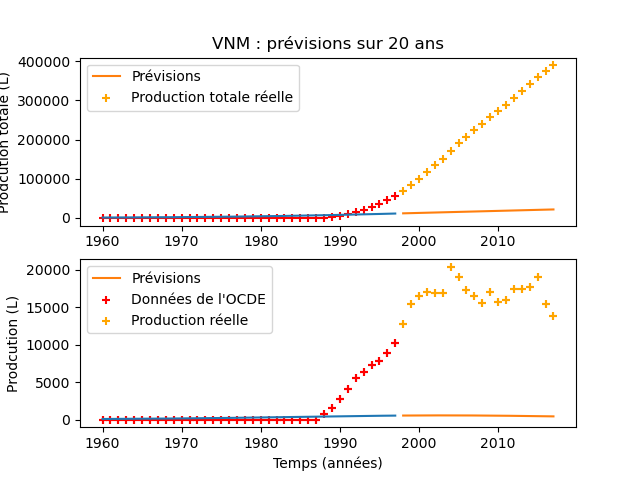 VNM : prévisions sur 20 ans
Prodcution totale (L)
400000
300000
200000
100000
0
Prévisions
Production totale réelle
1960 1970 1980 1990 2000 2010
Prodcution (L)
20000
15000
10000
5000
0
Prévisions
Données de l'OCDE
Production réelle
1960 1970 1980 1990 2000 2010
Temps (années)